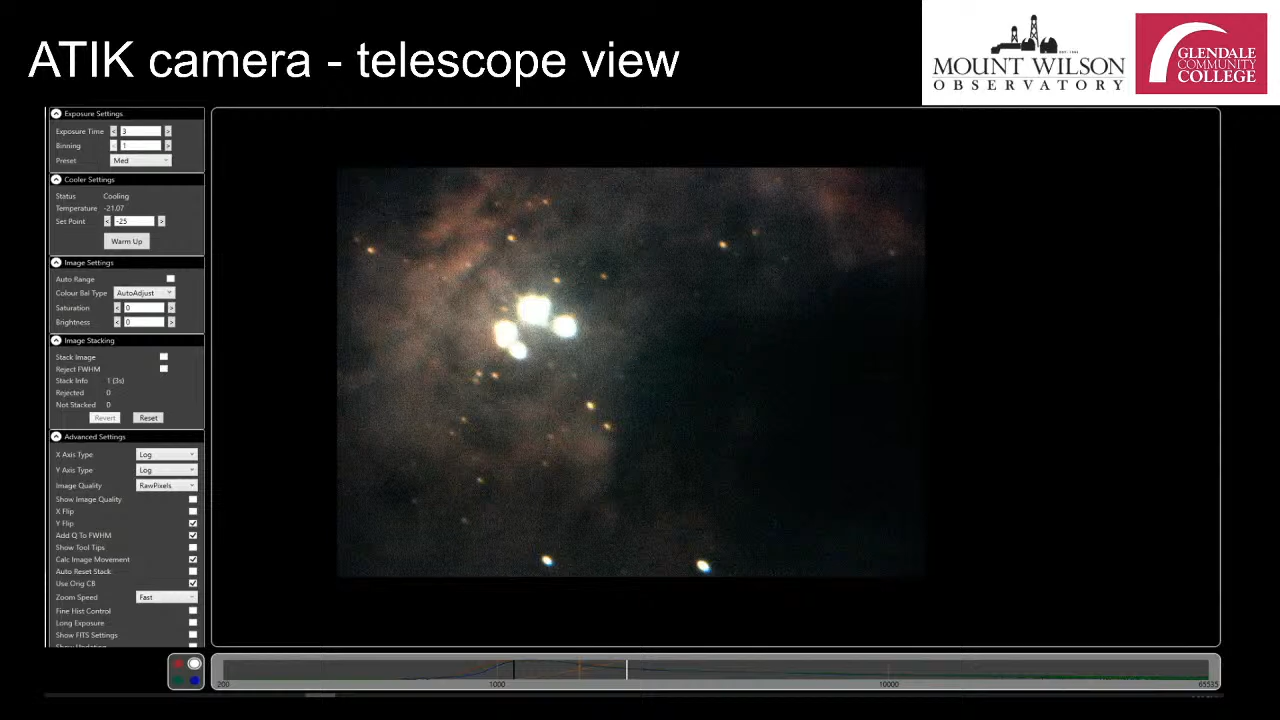 ATIK camera - telescope view
MOUNT WILSON
OBSERVATORY
GLENDALE
COMMUNITY
COLLEGE
Exposure Settings
Exposure Time < 3 >
Binning < 1 >
Preset Med
Cooler Settings
Status Cooling
Temperature -21.07
Set Point < -25 >
Warm Up
Image Settings
Auto Range
Colour Bal Type AutoAdjust
Saturation < 0 >
Brightness < 0 >
Image Stacking
Stack Image
Reject FWHM
Stack Info 1 (3s)
Rejected 0
Not Stacked 0
Revert Reset
Advanced Settings
X Axis Type Log
Y Axis Type Log
Image Quality RawPixels
Show Image Quality
X Flip
Y Flip
Add Q To FWHM
Show Tool Tips
Calc Image Movement
Auto Reset Stack
Use Orig CB
Zoom Speed Fast
Fine Hist Control
Long Exposure
Show FITS Settings
200 1000 10000 65535